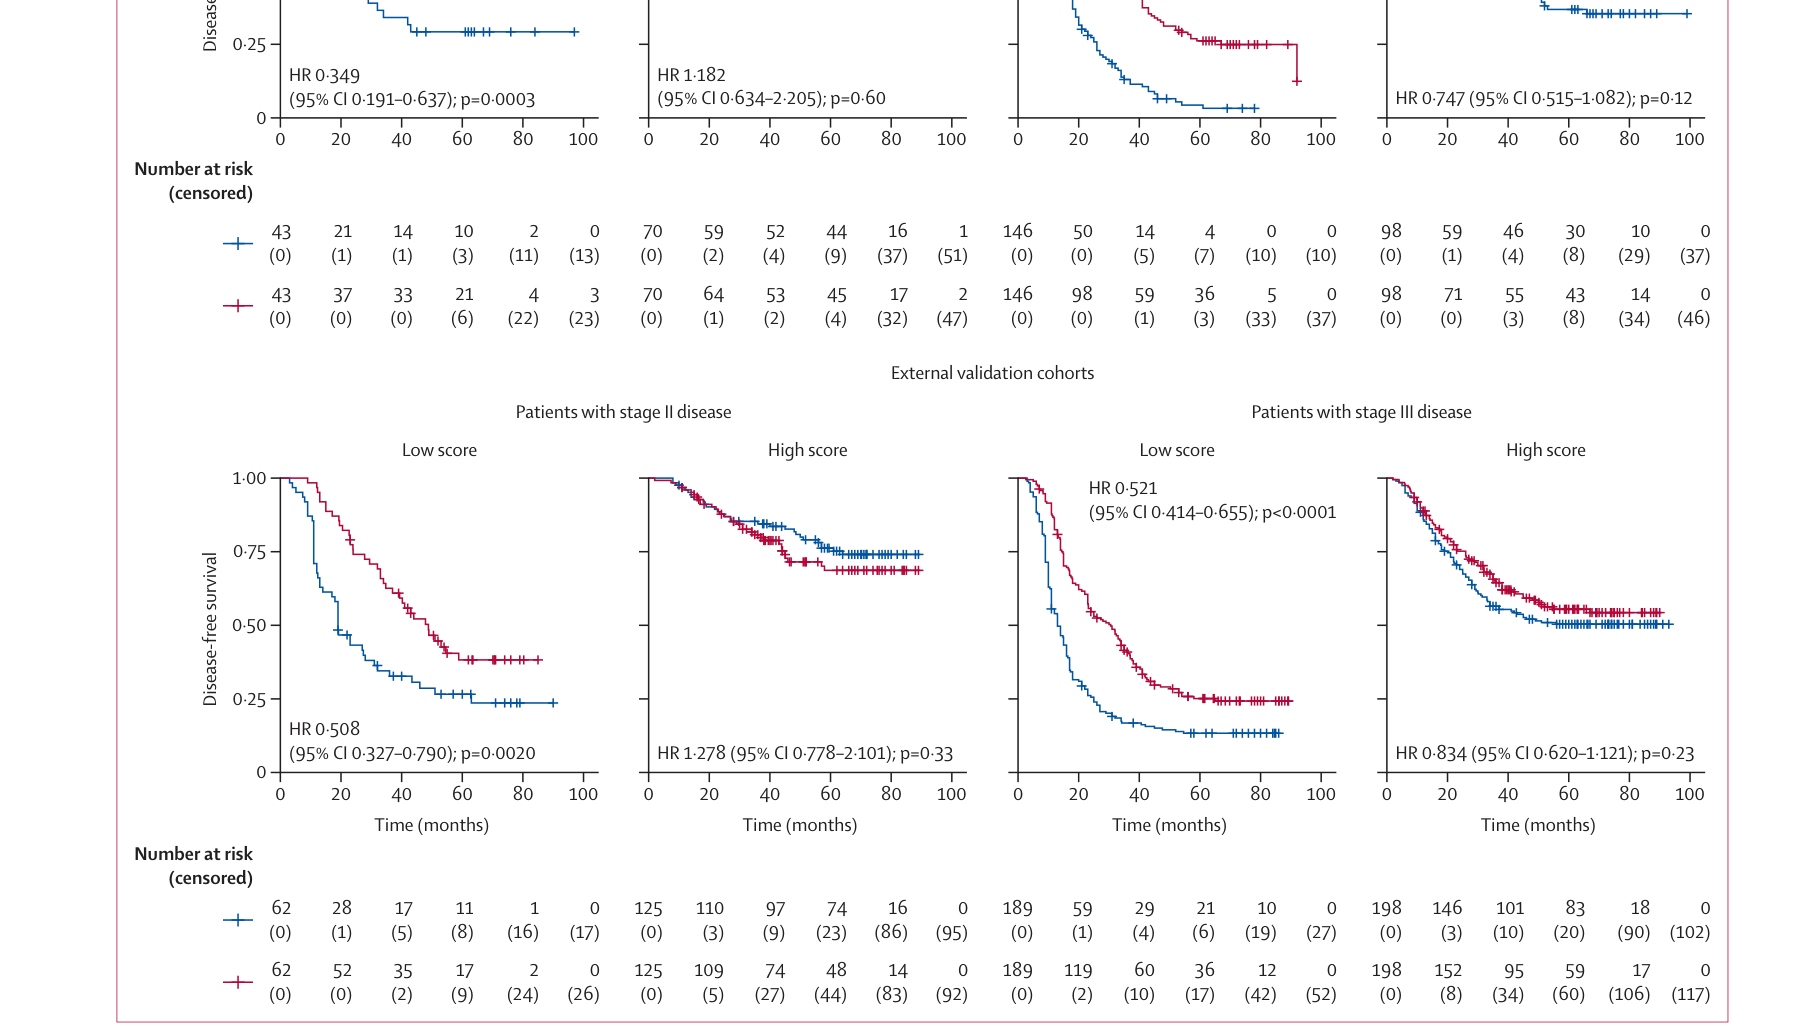 Disease
0·25
0
HR 0·349
(95% CI 0·191–0·637); p=0·0003
HR 1·182
(95% CI 0·634–2·205); p=0·60
HR 0·747 (95% CI 0·515–1·082); p=0·12
0 20 40 60 80 100 0 20 40 60 80 100 0 20 40 60 80 100 0 20 40 60 80 100
Number at risk
(censored)
43 21 14 10 2 0 70 59 52 44 16 1 146 50 14 4 0 0 98 59 46 30 10 0
(0) (1) (1) (3) (11) (13) (0) (2) (4) (9) (37) (51) (0) (0) (5) (7) (10) (10) (0) (1) (4) (8) (29) (37)
43 37 33 21 4 3 70 64 53 45 17 2 146 98 59 36 5 0 98 71 55 43 14 0
(0) (0) (0) (6) (22) (23) (0) (1) (2) (4) (32) (47) (0) (0) (1) (3) (33) (37) (0) (0) (3) (8) (34) (46)
External validation cohorts
Patients with stage II disease Patients with stage III disease
Low score High score Low score High score
Disease-free survival
1·00
0·75
0·50
0·25
0
HR 0·508
(95% CI 0·327–0·790); p=0·0020
HR 1·278 (95% CI 0·778–2·101); p=0·33
HR 0·521
(95% CI 0·414–0·655); p<0·0001
HR 0·834 (95% CI 0·620–1·121); p=0·23
0 20 40 60 80 100 0 20 40 60 80 100 0 20 40 60 80 100 0 20 40 60 80 100
Time (months) Time (months) Time (months) Time (months)
Number at risk
(censored)
62 28 17 11 1 0 125 110 97 74 16 0 189 59 29 21 10 0 198 146 101 83 18 0
(0) (1) (5) (8) (16) (17) (0) (3) (9) (23) (86) (95) (0) (1) (4) (6) (19) (27) (0) (3) (10) (20) (90) (102)
62 52 35 17 2 0 125 109 74 48 14 0 189 119 60 36 12 0 198 152 95 59 17 0
(0) (0) (2) (9) (24) (26) (0) (5) (27) (44) (83) (92) (0) (2) (10) (17) (42) (52) (0) (8) (34) (60) (106) (117)